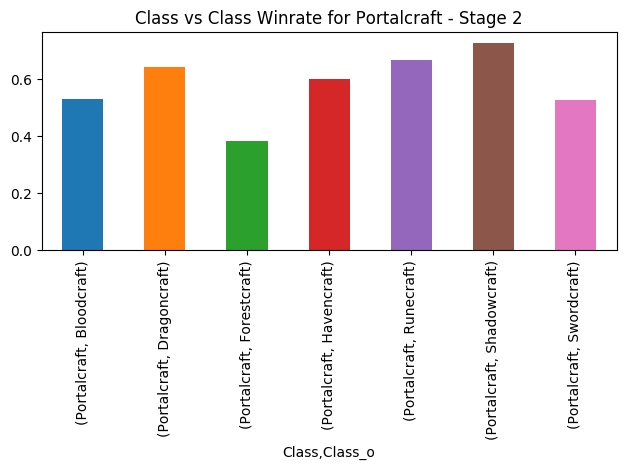 Class vs Class Winrate for Portalcraft - Stage 2
0.6
0.4
0.2
0.0
(Portalcraft, Bloodcraft)
(Portalcraft, Dragoncraft)
(Portalcraft, Forestcraft)
(Portalcraft, Havencraft)
(Portalcraft, Runecraft)
(Portalcraft, Shadowcraft)
(Portalcraft, Swordcraft)
Class,Class_o